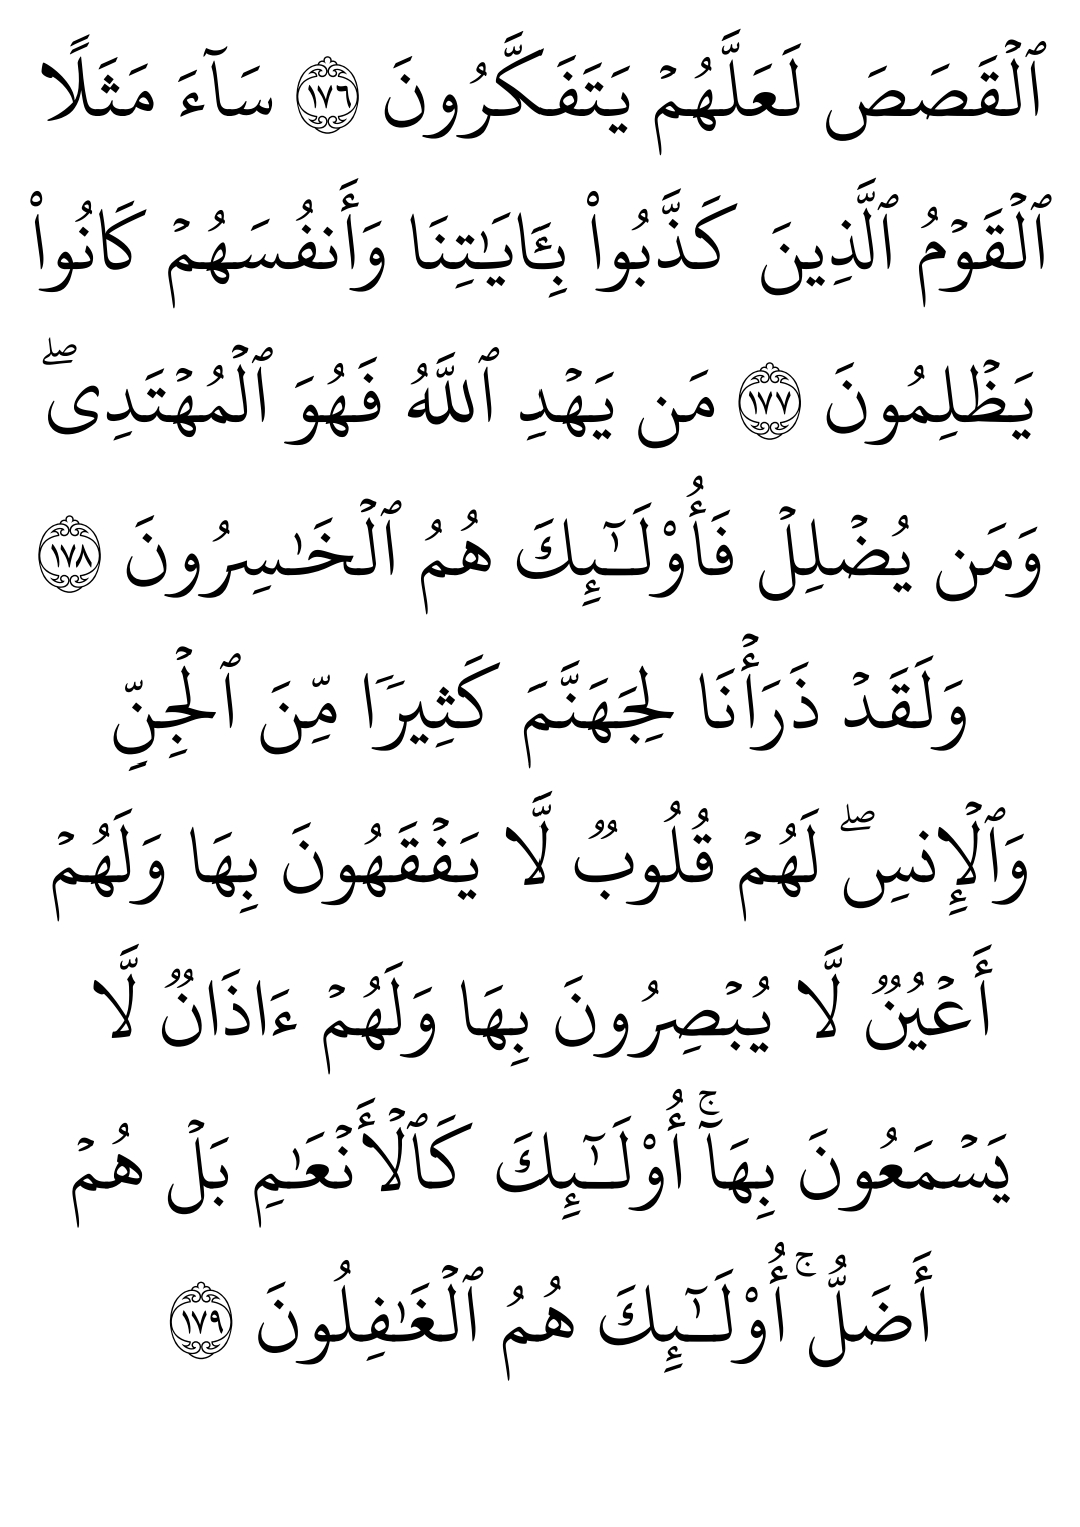 ٱلۡقَصَصَ لَعَلَّهُمۡ يَتَفَكَّرُونَ ١٧٦ سَآءَ مَثَلًا
ٱلۡقَوۡمُ ٱلَّذِينَ كَذَّبُواْ بِـَٔايَٰتِنَا وَأَنفُسَهُمۡ كَانُواْ
يَظۡلِمُونَ ١٧٧ مَن يَهۡدِ ٱللَّهُ فَهُوَ ٱلۡمُهۡتَدِيۖ
وَمَن يُضۡلِلۡ فَأُوْلَٰٓئِكَ هُمُ ٱلۡخَٰسِرُونَ ١٧٨
وَلَقَدۡ ذَرَأۡنَا لِجَهَنَّمَ كَثِيرٗا مِّنَ ٱلۡجِنِّ
وَٱلۡإِنسِۖ لَهُمۡ قُلُوبٞ لَّا يَفۡقَهُونَ بِهَا وَلَهُمۡ
أَعۡيُنٞ لَّا يُبۡصِرُونَ بِهَا وَلَهُمۡ ءَاذَانٞ لَّا
يَسۡمَعُونَ بِهَآۚ أُوْلَٰٓئِكَ كَٱلۡأَنۡعَٰمِ بَلۡ هُمۡ
أَضَلُّۚ أُوْلَٰٓئِكَ هُمُ ٱلۡغَٰفِلُونَ ١٧٩